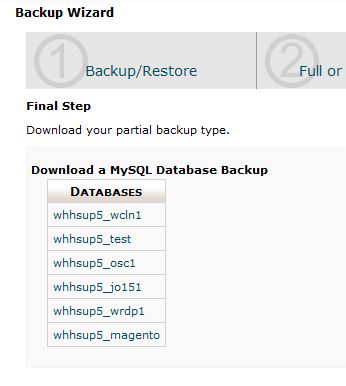 Backup Wizard
1 Backup/Restore 2 Full or
Final Step
Download your partial backup type.
Download a MySQL Database Backup
DATABASES
whhsup5_wcln1
whhsup5_test
whhsup5_osc1
whhsup5_jo151
whhsup5_wrdp1
whhsup5_magento